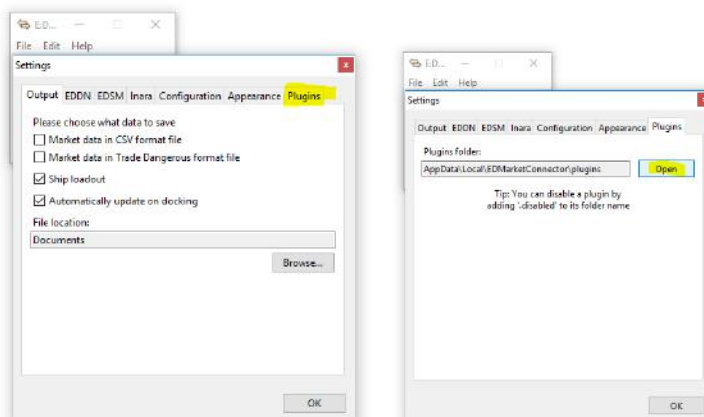 ED...
File Edit Help
Settings
Output EDDN EDSM Inara Configuration Appearance Plugins
Please choose what data to save
Market data in CSV format file
Market data in Trade Dangerous format file
Ship loadout
Automatically update on docking
File location:
Documents
Browse...
OK
ED...
File Edit Help
Settings
Output EDDN EDSM Inara Configuration Appearance Plugins
Plugins folder:
AppData\Local\EDMarketConnector\plugins
Open
Tip: You can disable a plugin by
adding '.disabled' to its folder name
OK